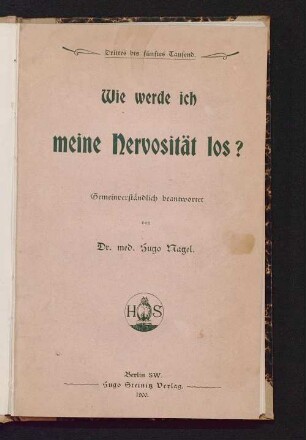 Drittes bis fünftes Tausend.
Wie werde ich
meine Nervosität los?
Gemeinverständlich beantwortet
von
Dr. med. Hugo Nagel.
H S
Berlin SW.
Hugo Steinitz Verlag.
1900.